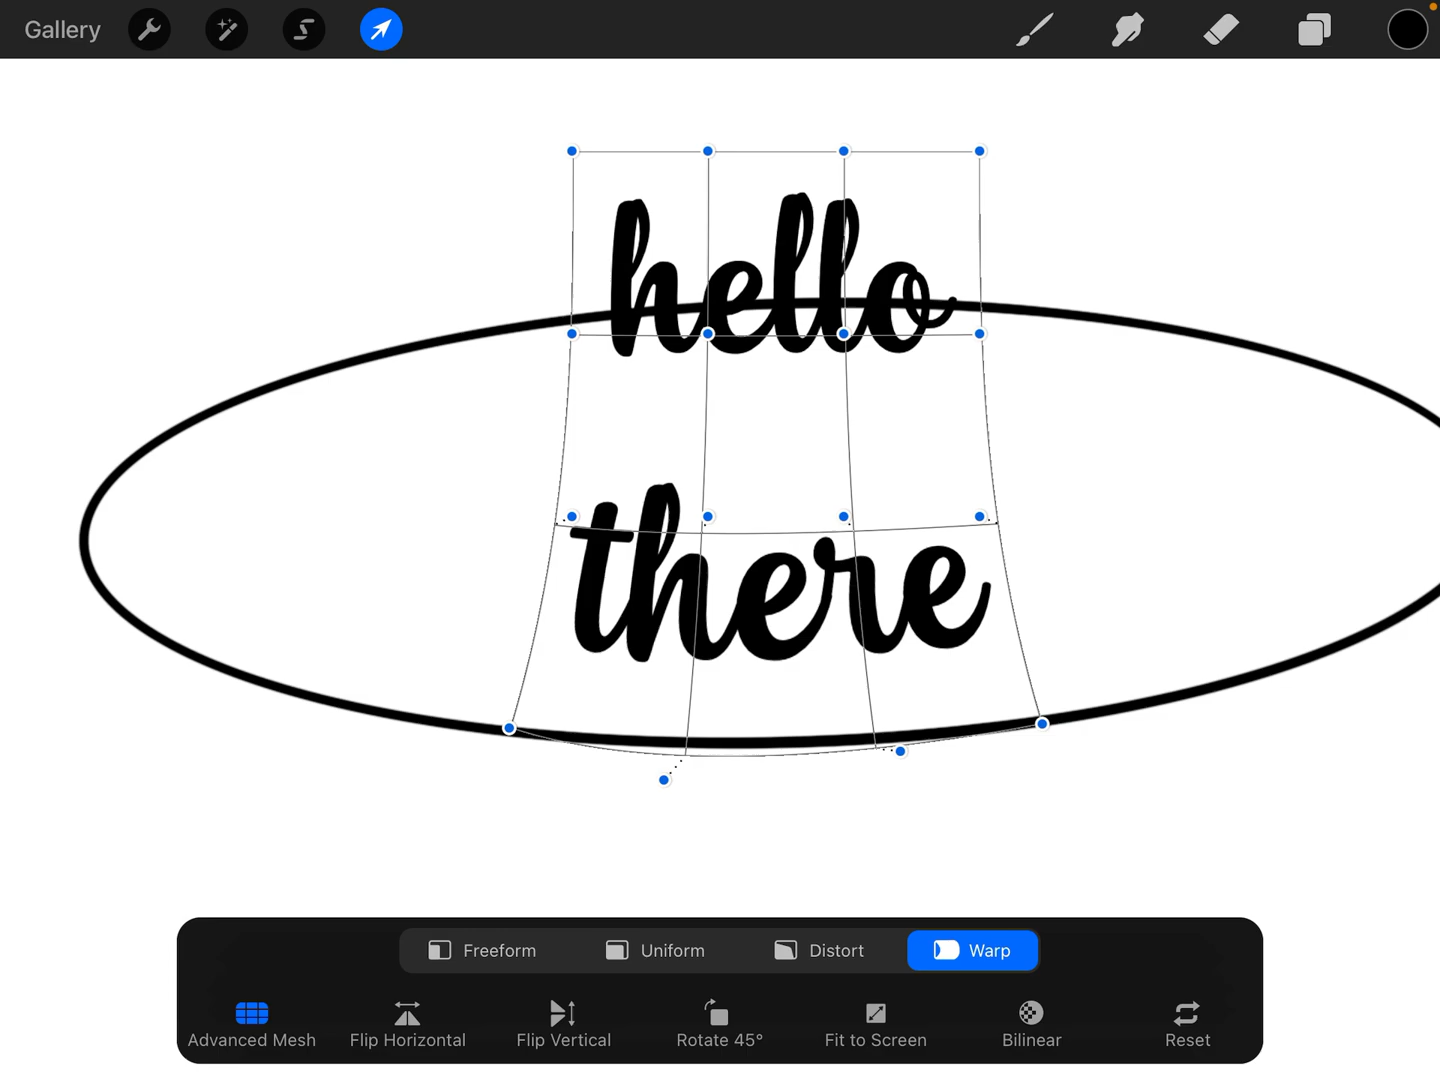 Gallery
hello
there
Freeform Uniform Distort Warp
Advanced Mesh Flip Horizontal Flip Vertical Rotate 45° Fit to Screen Bilinear Reset